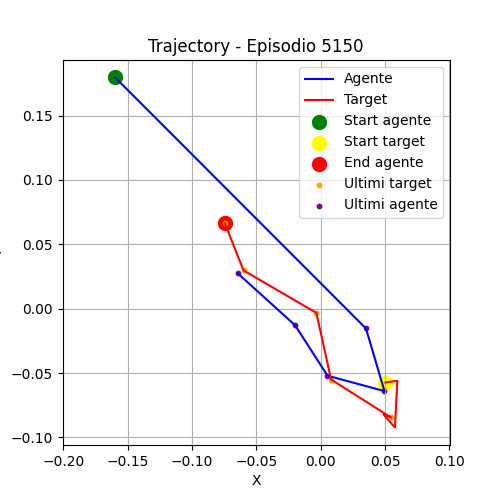 Trajectory - Episodio 5150
Agente
Target
Start agente
Start target
End agente
Ultimi target
Ultimi agente
0.15
0.10
0.05
0.00
−0.05
−0.10
−0.20
−0.15
−0.10
−0.05
0.00
0.05
0.10
X